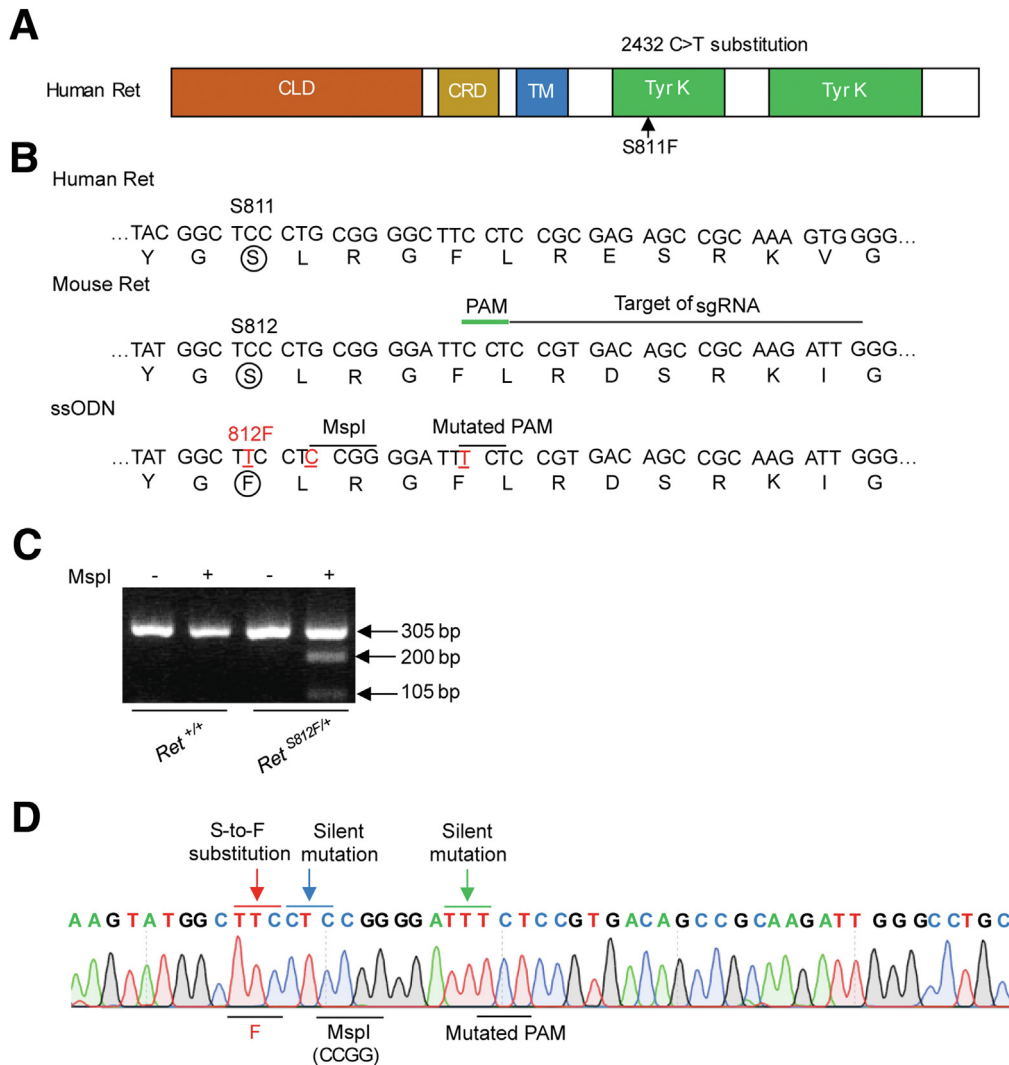 A
2432 C>T substitution
Human Ret
CLD
CRD
TM
Tyr K
Tyr K
S811F
B
Human Ret
S811
...TAC GGC TCC CTG CGG GGC TTC CTC CGC GAG AGC CGC AAA GTG GGG...
Y G S L R G F L R E S R K V G
Mouse Ret
PAM Target of sgRNA
S812
...TAT GGC TCC CTG CGG GGA TTC CTC CGT GAC AGC CGC AAG ATT GGG...
Y G S L R G F L R D S R K I G
ssODN
812F MspI Mutated PAM
...TAT GGC TTC CTC CGG GGA TTT CTC CGT GAC AGC CGC AAG ATT GGG...
Y G F L R G F L R D S R K I G
C
MspI - + - +
305 bp
200 bp
105 bp
Ret +/+ Ret S812F/+
D
S-to-F substitution
Silent mutation
Silent mutation
AAGTATGGCTTCCTCCGGGGATTTCTCCGTGACAGCCGCAAGATTGGGCCTGC
F MspI Mutated PAM
(CCGG)